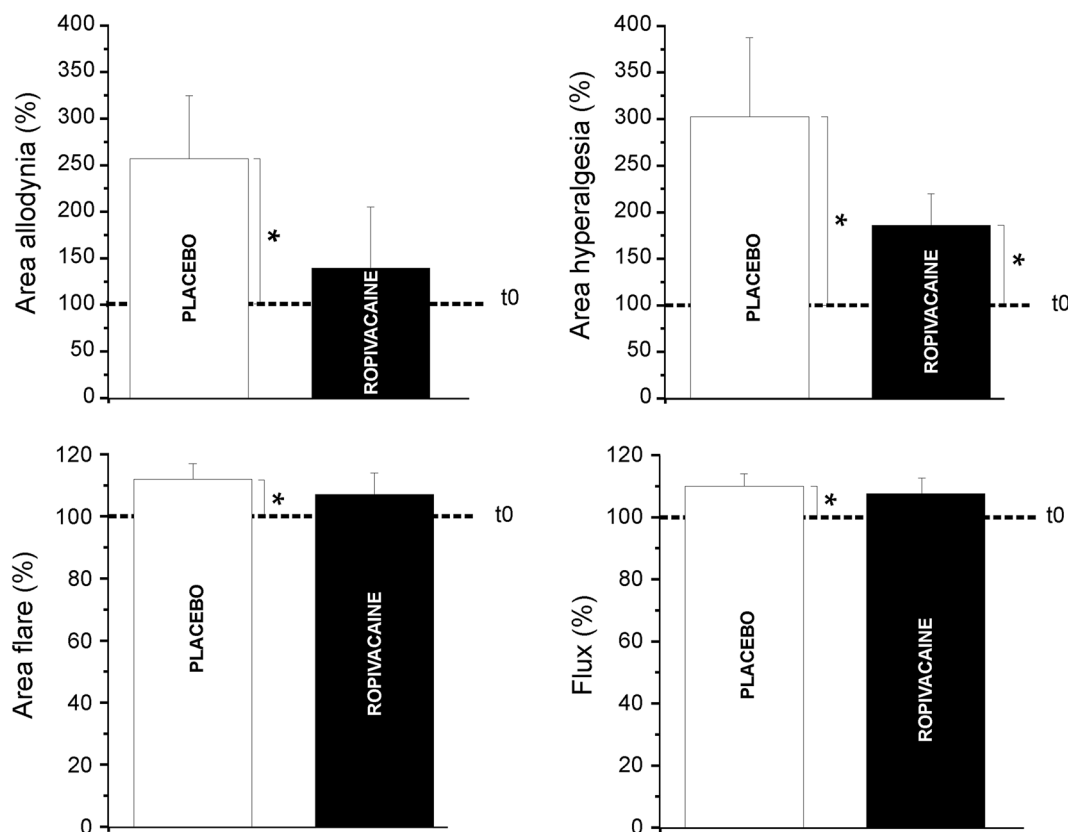 Area allodynia (%)
400
350
300
250
200
150
100
50
0
PLACEBO
*
ROPIVACAINE
t0
Area hyperalgesia (%)
400
350
300
250
200
150
100
50
0
PLACEBO
*
ROPIVACAINE
*
t0
Area flare (%)
120
100
80
60
40
20
0
PLACEBO
*
ROPIVACAINE
t0
Flux (%)
120
100
80
60
40
20
0
PLACEBO
*
ROPIVACAINE
t0